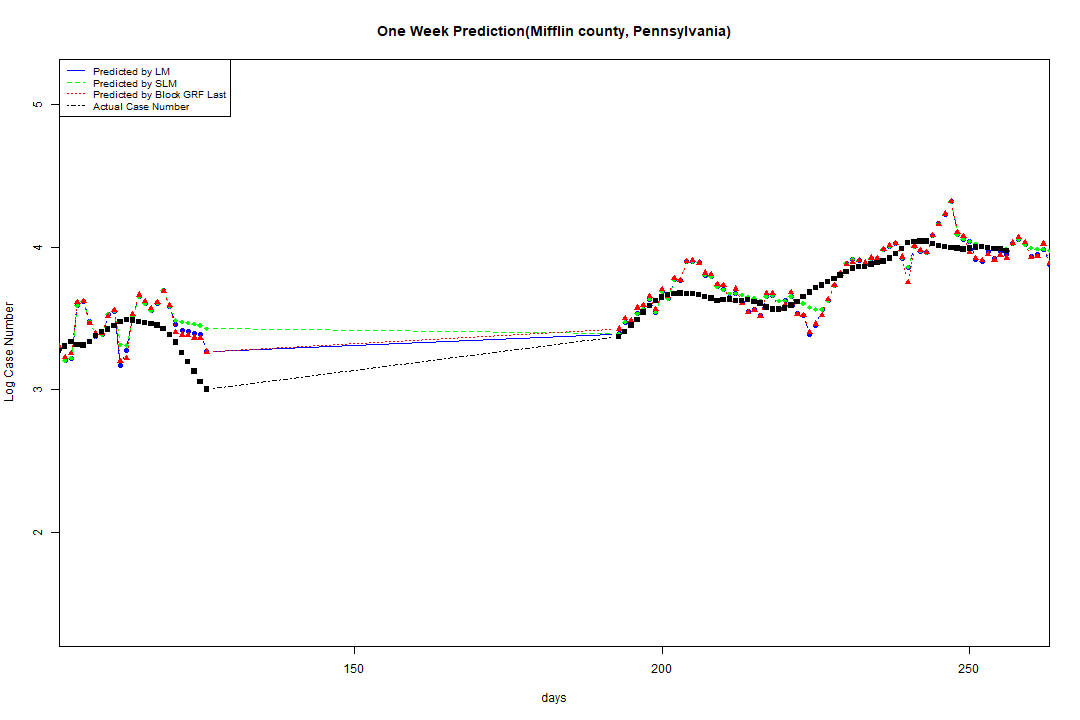 One Week Prediction(Mifflin county, Pennsylvania)
Predicted by LM
Predicted by SLM
Predicted by Block GRF Last
Actual Case Number
5
4
3
2
Log Case Number
150
200
250
days